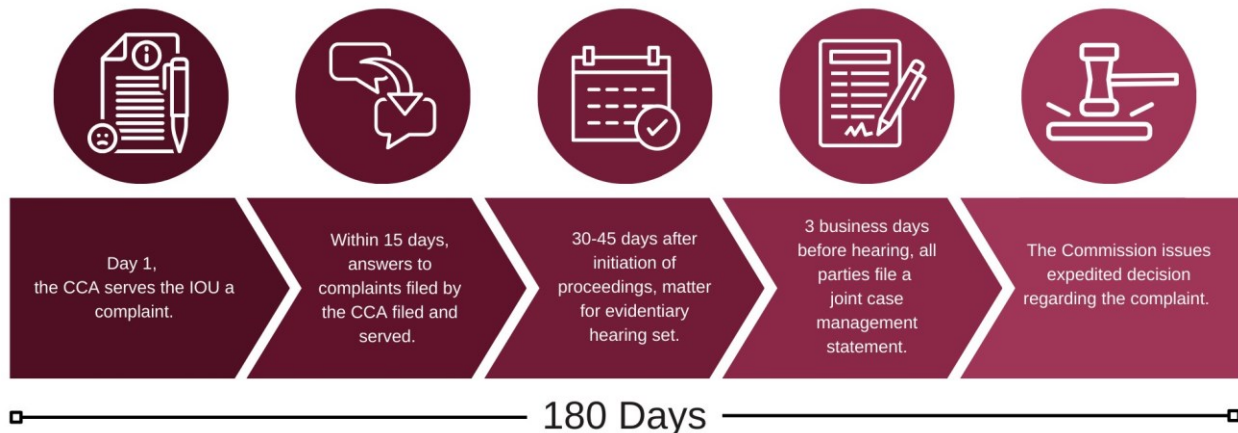 Day 1,
the CCA serves the IOU a
complaint.
Within 15 days,
answers to
complaints filed by
the CCA filed and
served.
30-45 days after
initiation of
proceedings, matter
for evidentiary
hearing set.
3 business days
before hearing, all
parties file a
joint case
management
statement.
The Commission issues
expedited decision
regarding the complaint.
180 Days